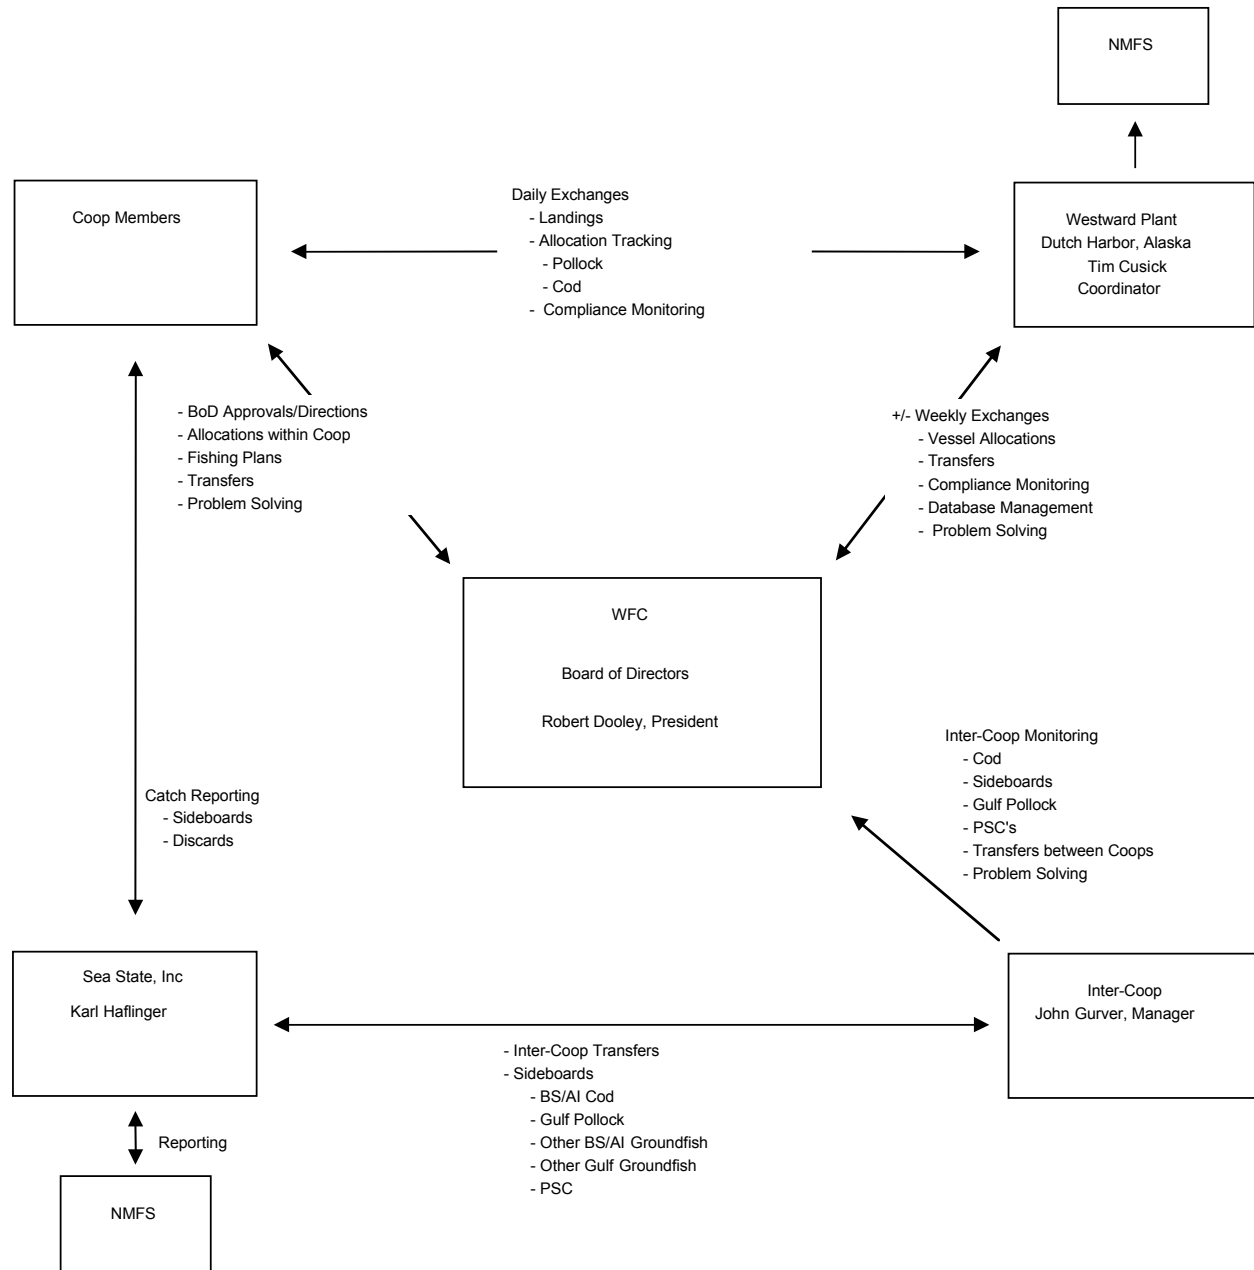 NMFS
Coop Members
Daily Exchanges
- Landings
- Allocation Tracking
- Pollock
- Cod
- Compliance Monitoring
Westward Plant
Dutch Harbor, Alaska
Tim Cusick
Coordinator
- BoD Approvals/Directions
- Allocations within Coop
- Fishing Plans
- Transfers
- Problem Solving
+/- Weekly Exchanges
- Vessel Allocations
- Transfers
- Compliance Monitoring
- Database Management
- Problem Solving
WFC
Board of Directors
Robert Dooley, President
Catch Reporting
- Sideboards
- Discards
Inter-Coop Monitoring
- Cod
- Sideboards
- Gulf Pollock
- PSC's
- Transfers between Coops
- Problem Solving
Sea State, Inc
Karl Haflinger
Inter-Coop
John Gurver, Manager
- Inter-Coop Transfers
- Sideboards
- BS/AI Cod
- Gulf Pollock
- Other BS/AI Groundfish
- Other Gulf Groundfish
- PSC
Reporting
NMFS